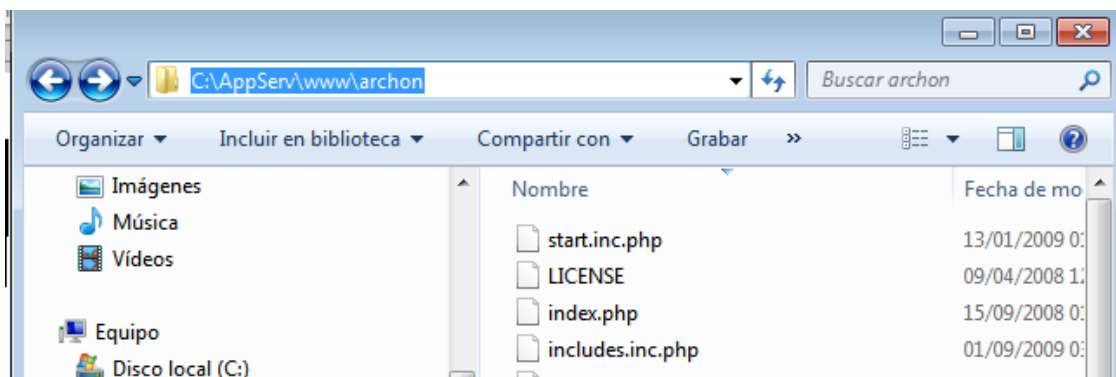 C:\AppServ\www\archon
Buscar archon
Organizar Incluir en biblioteca Compartir con Grabar »
Imágenes
Música
Vídeos
Equipo
Disco local (C:)
Nombre Fecha de mo
start.inc.php 13/01/2009
LICENSE 09/04/2008
index.php 15/09/2008
includes.inc.php 01/09/2009